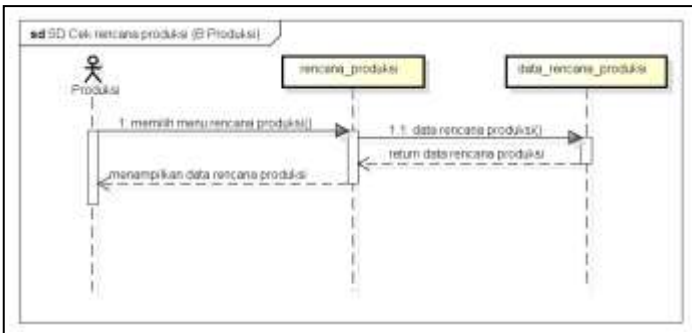 sd SD Cek rencana produksi (B Produksi)
rencana_produksi
data_rencana_produksi
Produksi
1: memilih menu rencana produksi()
1.1: data rencana produksi()
return data rencana produksi
menampilkan data rencana produksi